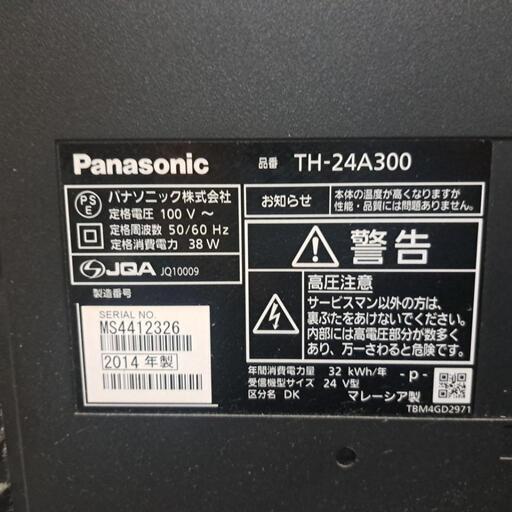 Panasonic
品番 TH-24A300
PSE
パナソニック株式会社
定格電圧 100 V ～
定格周波数 50/60 Hz
定格消費電力 38 W
JQA JQ10009
製造番号
SERIAL NO.
MS4412326
2014 年製
お知らせ
本体の温度が高くなりますが
性能・品質には問題ありません。
警告
高圧注意
サービスマン以外の方は、
裏ぶたをあけないでください。
内部には高電圧部分が数多く
あり、万一さわると危険です。
年間消費電力量 32 kWh/年
受信機型サイズ 24 V型
区分名 DK
-p-
マレーシア製
TBM4GD2971